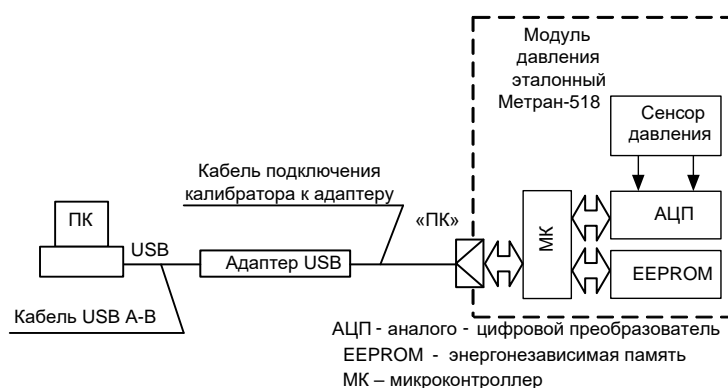 Модуль
давления
эталонный
Метран-518
Сенсор
давления
Кабель подключения
калибратора к адаптеру
«ПК»
ПК
USB
Адаптер USB
МК
АЦП
EEPROM
Кабель USB А-В
АЦП - аналого - цифровой преобразователь
EEPROM - энергонезависимая память
МК – микроконтроллер